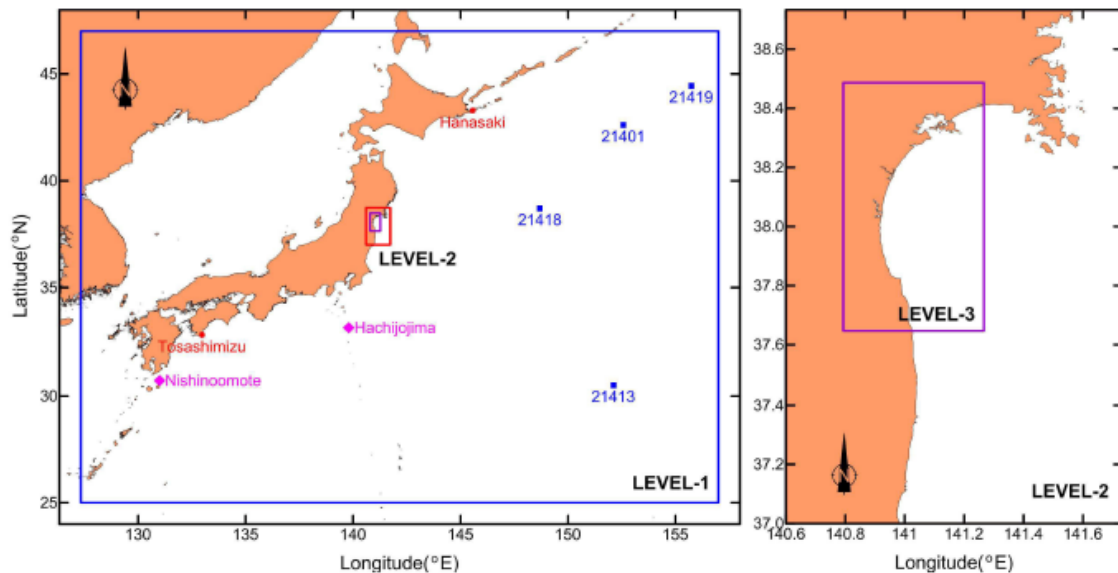 45
40
35
30
25
130
135
140
145
150
155
Latitude(°N)
Longitude(°E)
N
Hanasaki
21419
21401
21418
LEVEL-2
Hachijojima
Tosashimizu
Nishinoomote
21413
LEVEL-1
38.6
38.4
38.2
38.0
37.8
37.6
37.4
37.2
37.0
140.6
140.8
141
141.2
141.4
141.6
Longitude(°E)
LEVEL-3
N
LEVEL-2